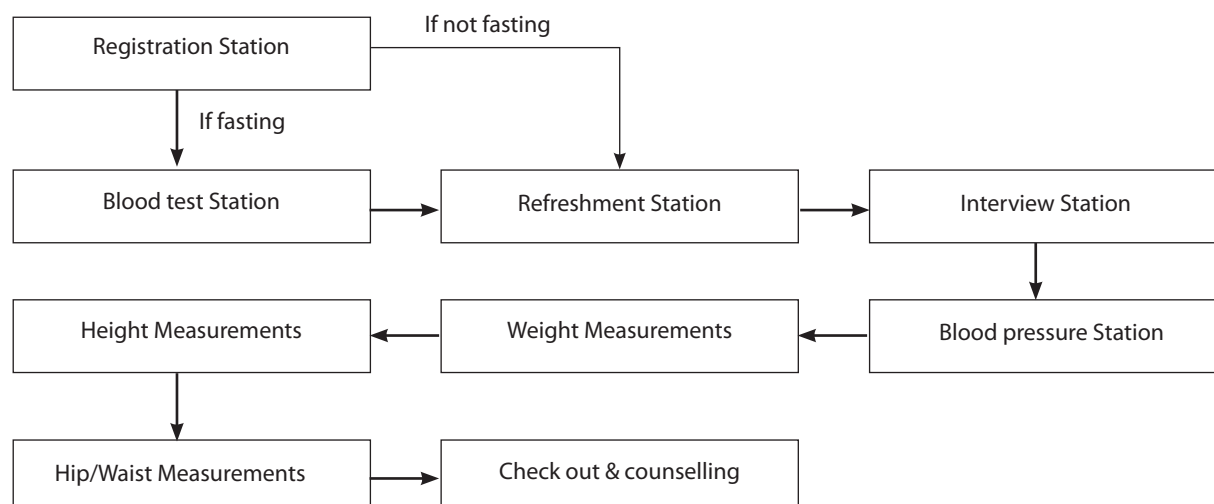 If not fasting
Registration Station
If fasting
Blood test Station
Refreshment Station
Interview Station
Height Measurements
Weight Measurements
Blood pressure Station
Hip/Waist Measurements
Check out & counselling